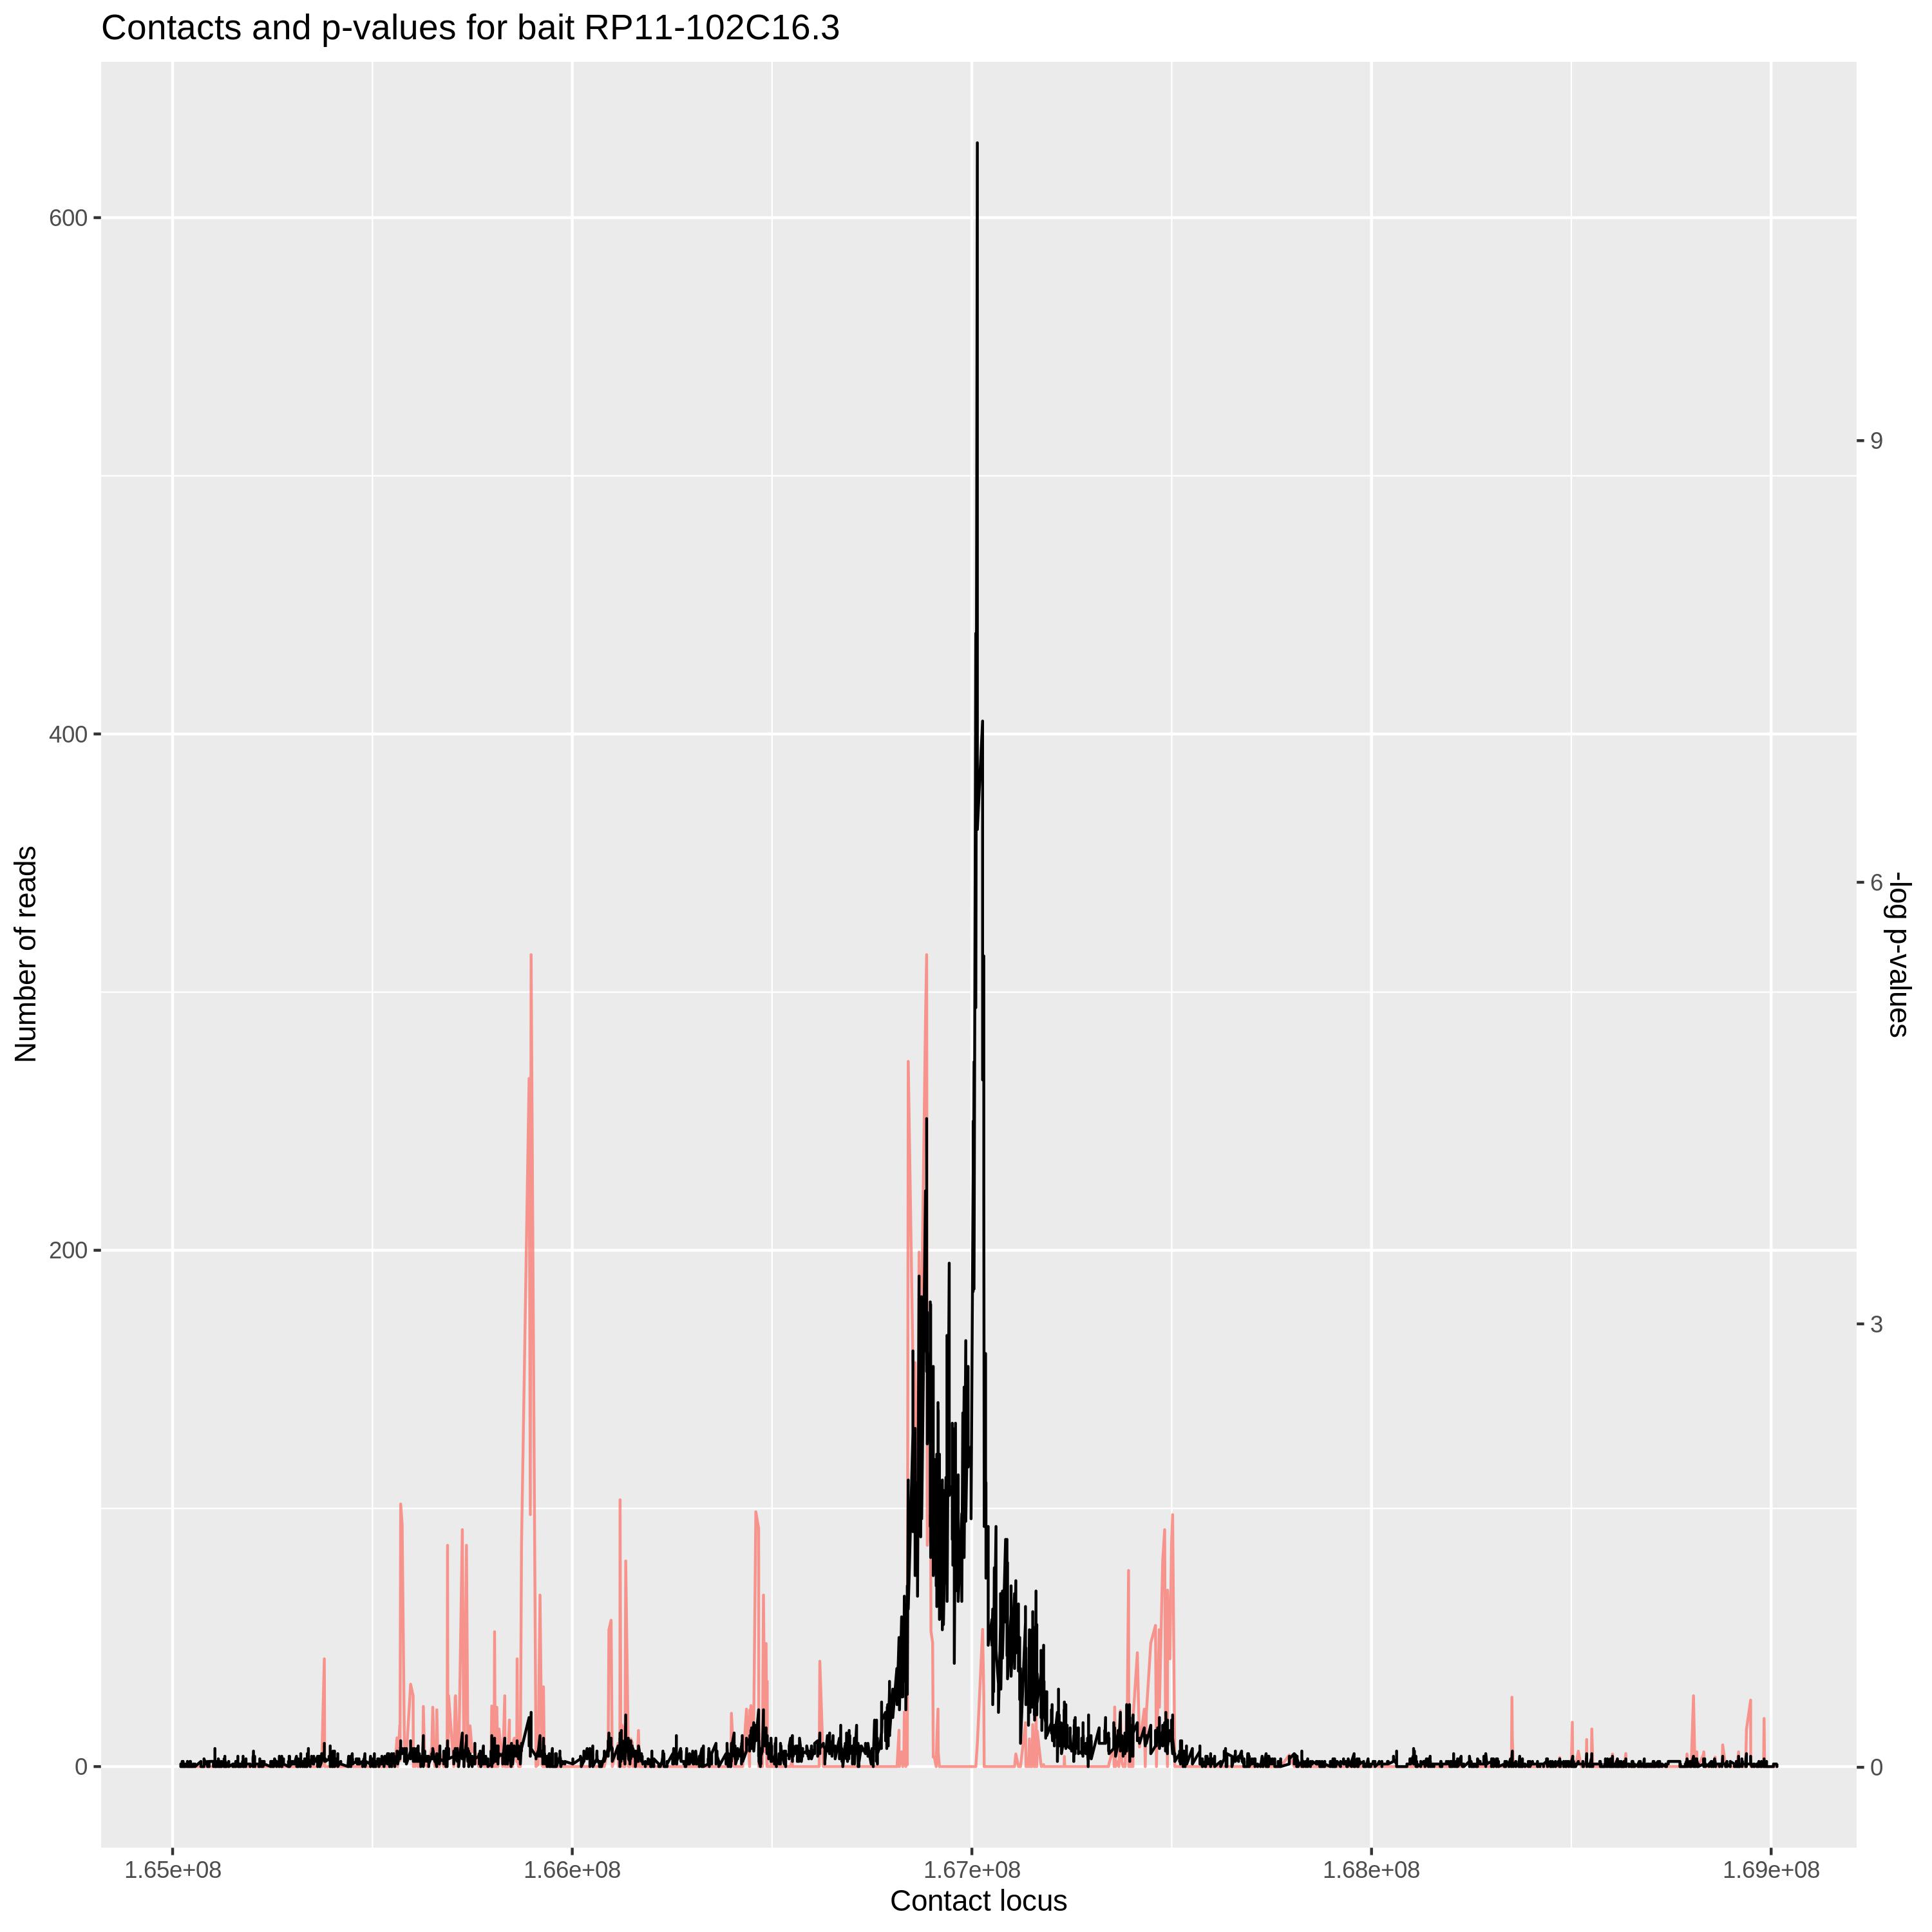 Contacts and p-values for bait RP11-102C16.3
600
400
200
0
Number of reads
9
6
3
0
-log p-values
1.65e+08
1.66e+08
1.67e+08
1.68e+08
1.69e+08
Contact locus